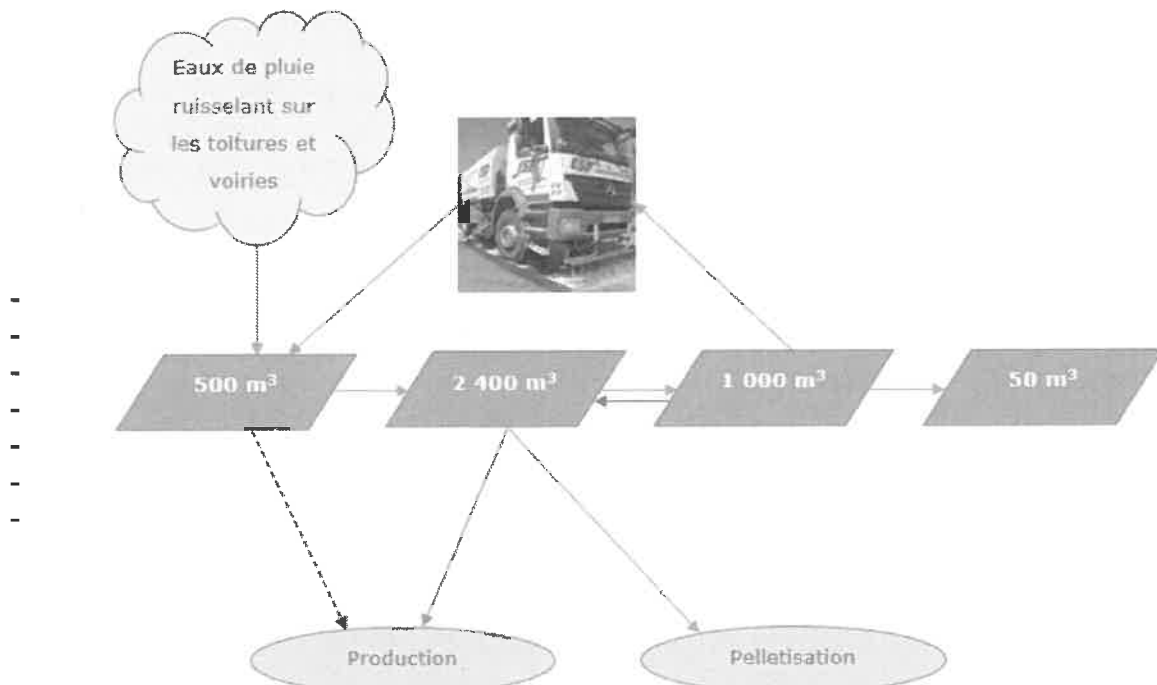 Eaux de pluie
ruisselant sur
les toitures et
voiries
500 m³
2 400 m³
1 000 m³
50 m³
Production
Pelletisation